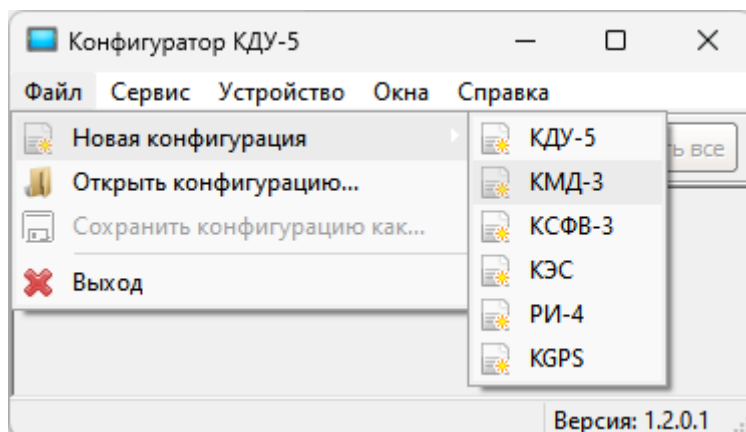 Конфигуратор КДУ-5
Файл Сервис Устройство Окна Справка
Новая конфигурация
Открыть конфигурацию...
Сохранить конфигурацию как...
Выход
КДУ-5
КМД-3
КСФВ-3
КЭС
РИ-4
KGPS
все
Версия: 1.2.0.1